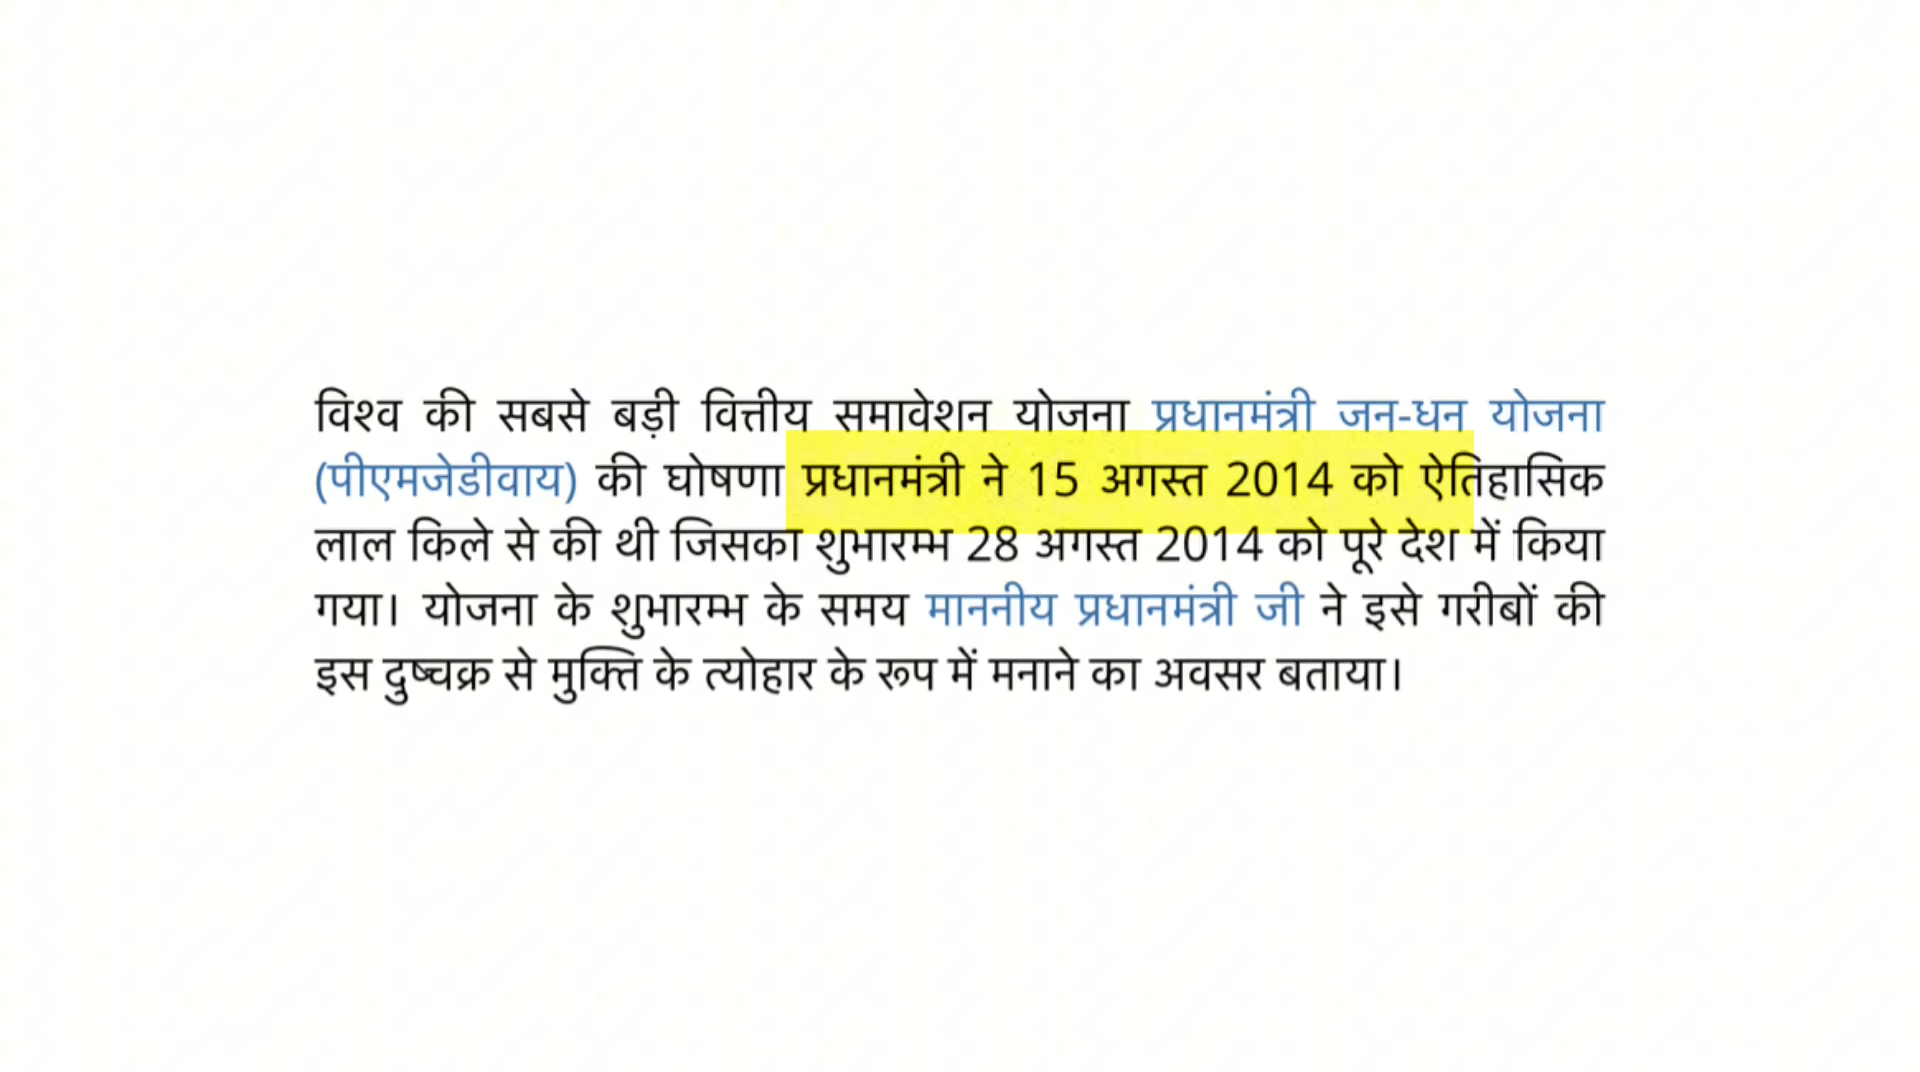 विश्व की सबसे बड़ी वित्तीय समावेशन योजना प्रधानमंत्री जन-धन योजना
(पीएमजेडीवाय) की घोषणा प्रधानमंत्री ने 15 अगस्त 2014 को ऐतिहासिक
लाल किले से की थी जिसका शुभारम्भ 28 अगस्त 2014 को पूरे देश में किया
गया। योजना के शुभारम्भ के समय माननीय प्रधानमंत्री जी ने इसे गरीबों की
इस दुष्चक्र से मुक्ति के त्योहार के रूप में मनाने का अवसर बताया।